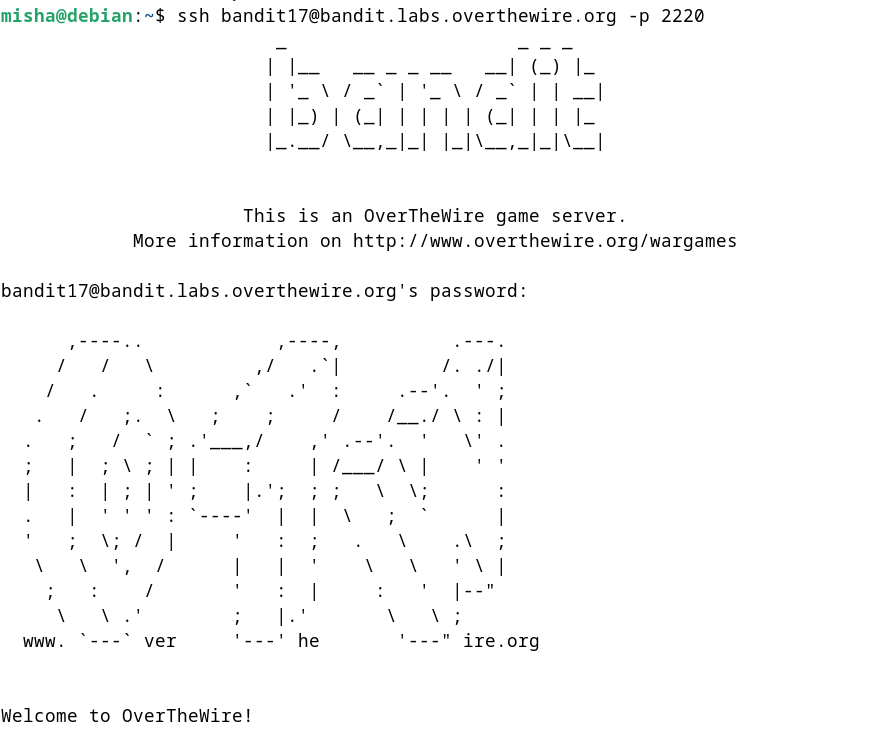 misha@debian:~$ ssh bandit17@bandit.labs.overthewire.org -p 2220
                         _                     _ _ _
                        | |__   __ _ _ __   __| (_) |_
                        | '_ \ / _` | '_ \ / _` | | __|
                        | |_) | (_| | | | | (_| | | |_
                        |_.__/ \__,_|_| |_|\__,_|_|\__|
                      This is an OverTheWire game server.
            More information on http://www.overthewire.org/wargames
bandit17@bandit.labs.overthewire.org's password:
      ,----..            ,----,          .---.
     /   /   \         ,/   .`|         /. ./|
    /   .     :      ,`   .'  :     .--'.  ' ;
   .   /   ;.  \   ;    ;     /    /__./ \ : |
  .   ;   /  ` ; .'___,/    ,' .--'.  '   \' .
  ;   |  ; \ ; | |    :     | /___/ \ |    ' '
  |   :  | ; | ' ;    |.';  ; ;   \  \;      :
  .   |  ' ' ' : `----'  |  |  \   ;  `      |
  '   ;  \; /  |     '   :  ;   .   \    .\  ;
   \   \  ',  /      |   |  '    \   \   ' \ |
    ;   :    /       '   :  |     :   '  |--"
     \   \ .'        ;   |.'       \   \ ;
  www. `---` ver     '---' he       '---" ire.org
Welcome to OverTheWire!